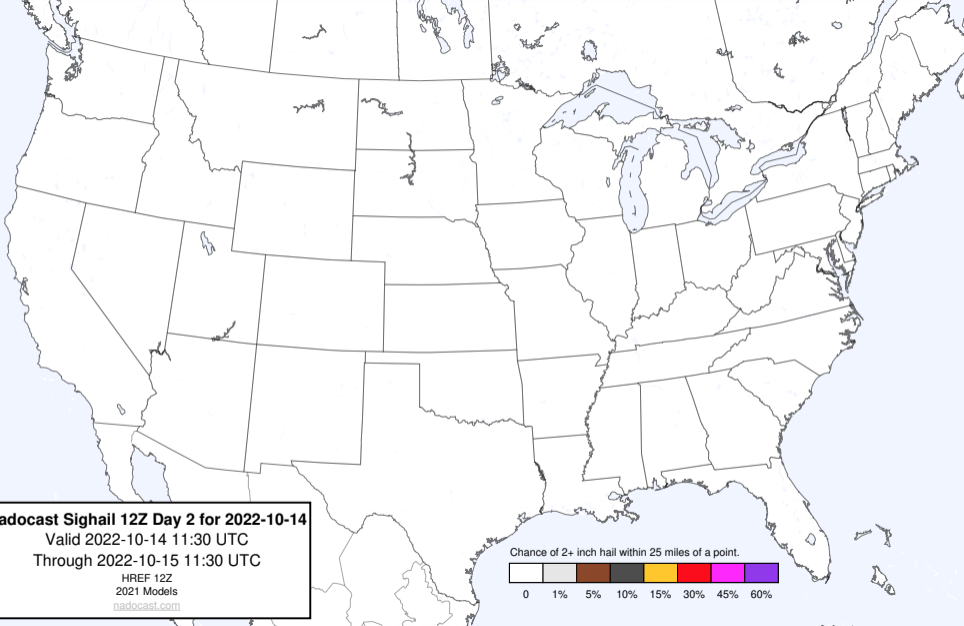 adocast Sighail 12Z Day 2 for 2022-10-14
Valid 2022-10-14 11:30 UTC
Through 2022-10-15 11:30 UTC
HREF 12Z
2021 Models
nadocast.com
Chance of 2+ inch hail within 25 miles of a point.
0 1% 5% 10% 15% 30% 45% 60%